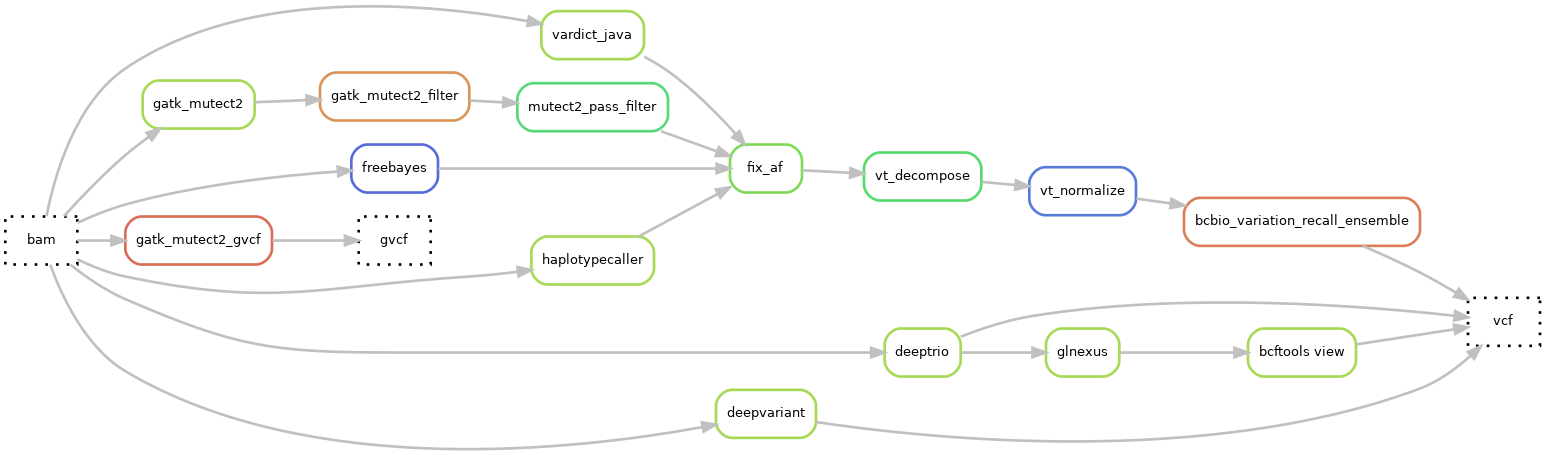 vardict_java
gatk_mutect2
gatk_mutect2_filter
mutect2_pass_filter
freebayes
fix_af
vt_decompose
vt_normalize
bcbio_variation_recall_ensemble
bam
gatk_mutect2_gvcf
gvcf
haplotypecaller
vcf
deeptrio
glnexus
bcftools view
deepvariant